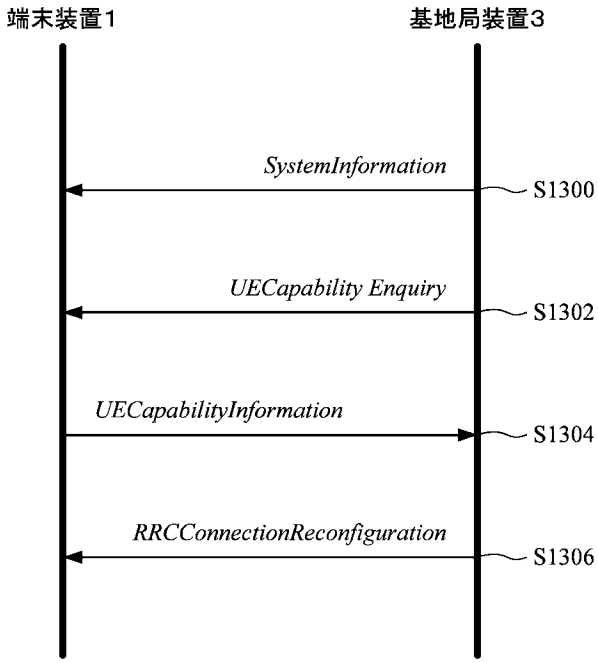 端末装置1
基地局装置3
SystemInformation
S1300
UECapability Enquiry
S1302
UECapabilityInformation
S1304
RRCConnectionReconfiguration
S1306